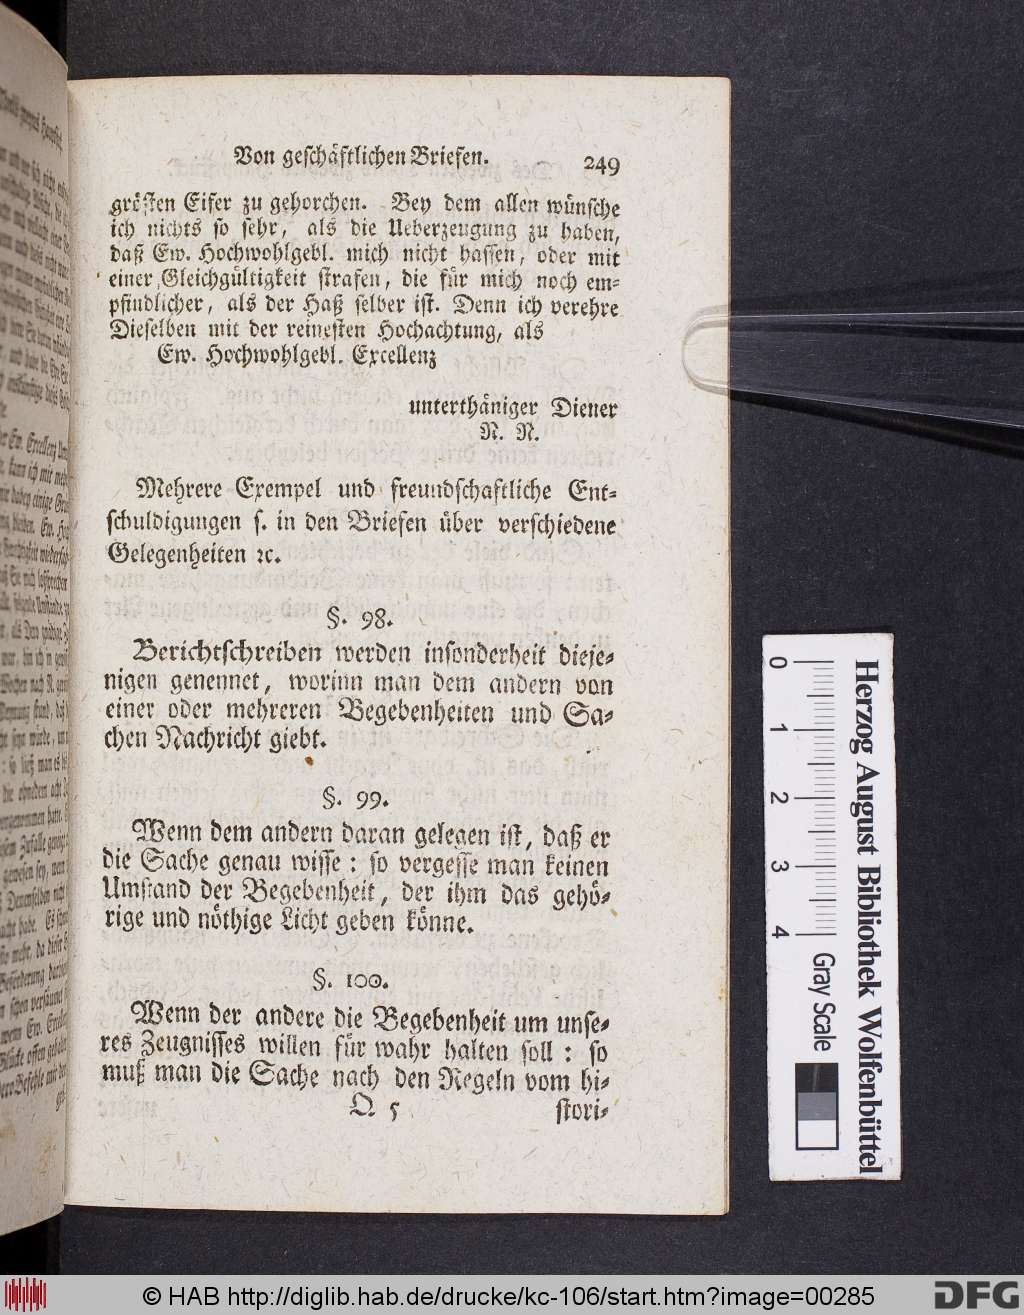 Von geschäftlichen Briefen. 249
größten Eifer zu gehorchen. Bey dem allen wünsche
ich nichts so sehr, als die Ueberzeugung zu haben,
daß Ew. Hochwohlgebl. mich nicht hassen, oder mit
einer Gleichgültigkeit strafen, die für mich noch em-
pfindlicher, als der Haß selber ist. Denn ich verehre
Dieselben mit der reinesten Hochachtung, als
Ew. Hochwohlgebl. Excellenz
unterthäniger Diener
N. N.
Mehrere Exempel und freundschaftliche Ent-
schuldigungen s. in den Briefen über verschiedene
Gelegenheiten ꝛc.
§. 98.
Berichtschreiben werden insonderheit dieje-
nigen genennet, worinn man dem andern von
einer oder mehreren Begebenheiten und Sa-
chen Nachricht giebt.
§. 99.
Wenn dem andern daran gelegen ist, daß er
die Sache genau wisse: so vergesse man keinen
Umstand der Begebenheit, der ihm das gehö-
rige und nöthige Licht geben könne.
§. 100.
Wenn der andere die Begebenheit um unse-
res Zeugnisses willen für wahr halten soll: so
muß man die Sache nach den Regeln vom hi-
Q 5 stori-
Herzog August Bibliothek Wolfenbüttel
0 1 2 3 4 Gray Scale
© HAB http://diglib.hab.de/drucke/kc-106/start.htm?image=00285
DFG